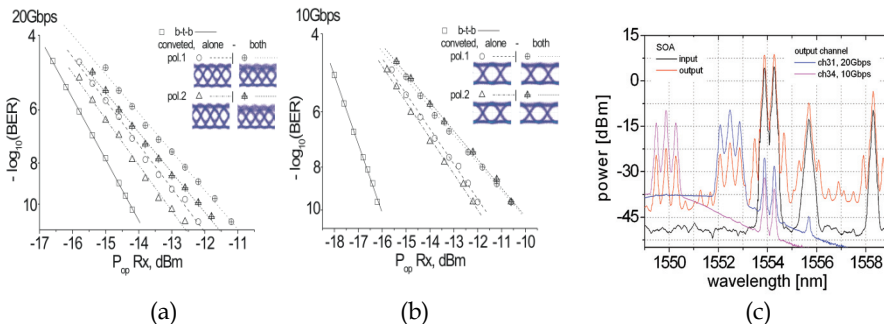 20Gbps
b-t-b
conveted, alone - both
pol.1
pol.2
4
6
8
10
- log10(BER)
-17 -16 -15 -14 -13 -12 -11
Pop Rx, dBm
(a)
10Gbps
b-t-b
conveted, alone - both
pol.1
pol.2
4
6
8
10
- log10(BER)
-18 -17 -16 -15 -14 -13 -12 -11 -10
Pop Rx, dBm
(b)
SOA
input
output
output channel
ch31, 20Gbps
ch34, 10Gbps
15
5
-15
-30
-45
power [dBm]
1550 1552 1554 1556 1558
wavelength [nm]
(c)